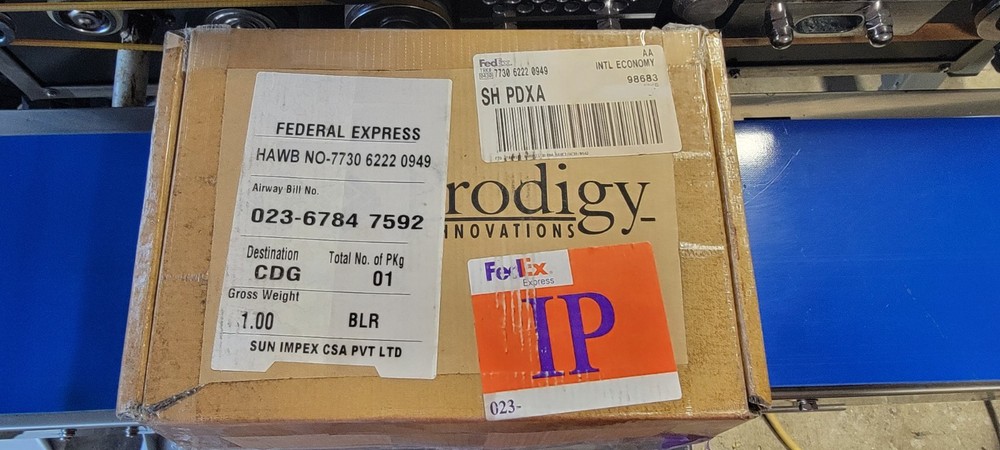 FEDERAL EXPRESS
HAWB NO-7730 6222 0949
Airway Bill No.
023-6784 7592
Destination Total No. of PKg
CDG 01
Gross Weight
1.00 BLR
SUN IMPEX CSA PVT LTD
FedEx
7730 6222 0949
AA
INTL ECONOMY
98683
SH PDXA
rodigy
NNOVATIONS
FedEx
Express
IP
023-